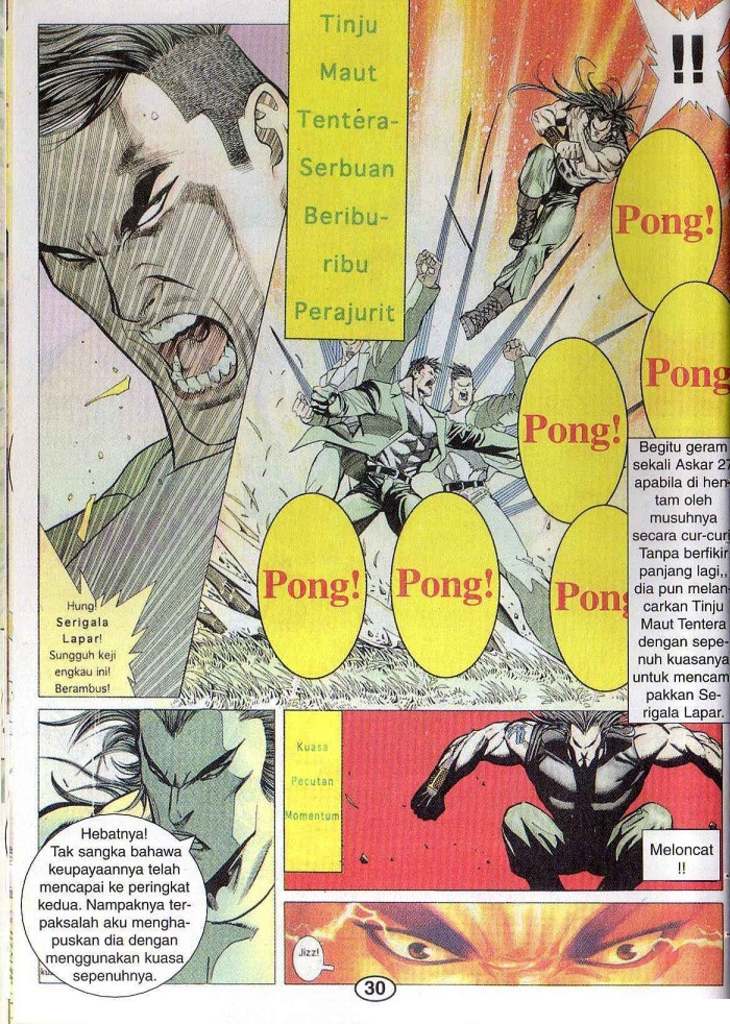 Tinju
Maut
Tentera-
Serbuan
Beribu-
ribu
Perajurit
!!
Pong!
Pong
Pong!
Pong!
Pong!
Pong
Begitu geram
sekali Askar 27
apabila di hen-
tam oleh
musuhnya
secara cur-curi
Tanpa berfikir
panjang lagi,,
dia pun melan-
carkan Tinju
Maut Tentera
dengan sepe-
nuh kuasanya
untuk mencam
pakkan Se-
rigala Lapar.
Hung!
Serigala
Lapar!
Sungguh keji
engkau ini!
Berambus!
Hebatnya!
Tak sangka bahawa
keupayaannya telah
mencapai ke peringkat
kedua. Nampaknya ter-
paksalah aku mengha-
puskan dia dengan
menggunakan kuasa
sepenuhnya.
Kuasa
Pecutan
Momentum
Meloncat
!!
Jizz!
30